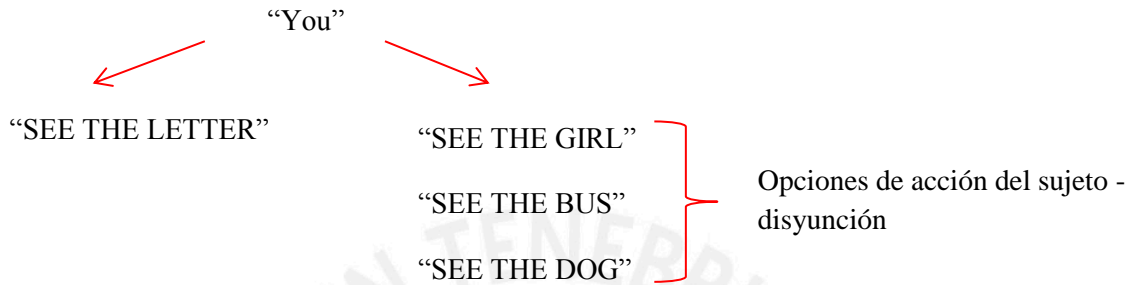 “You”
“SEE THE LETTER”
“SEE THE GIRL”
“SEE THE BUS”
“SEE THE DOG”
Opciones de acción del sujeto -
disyunción